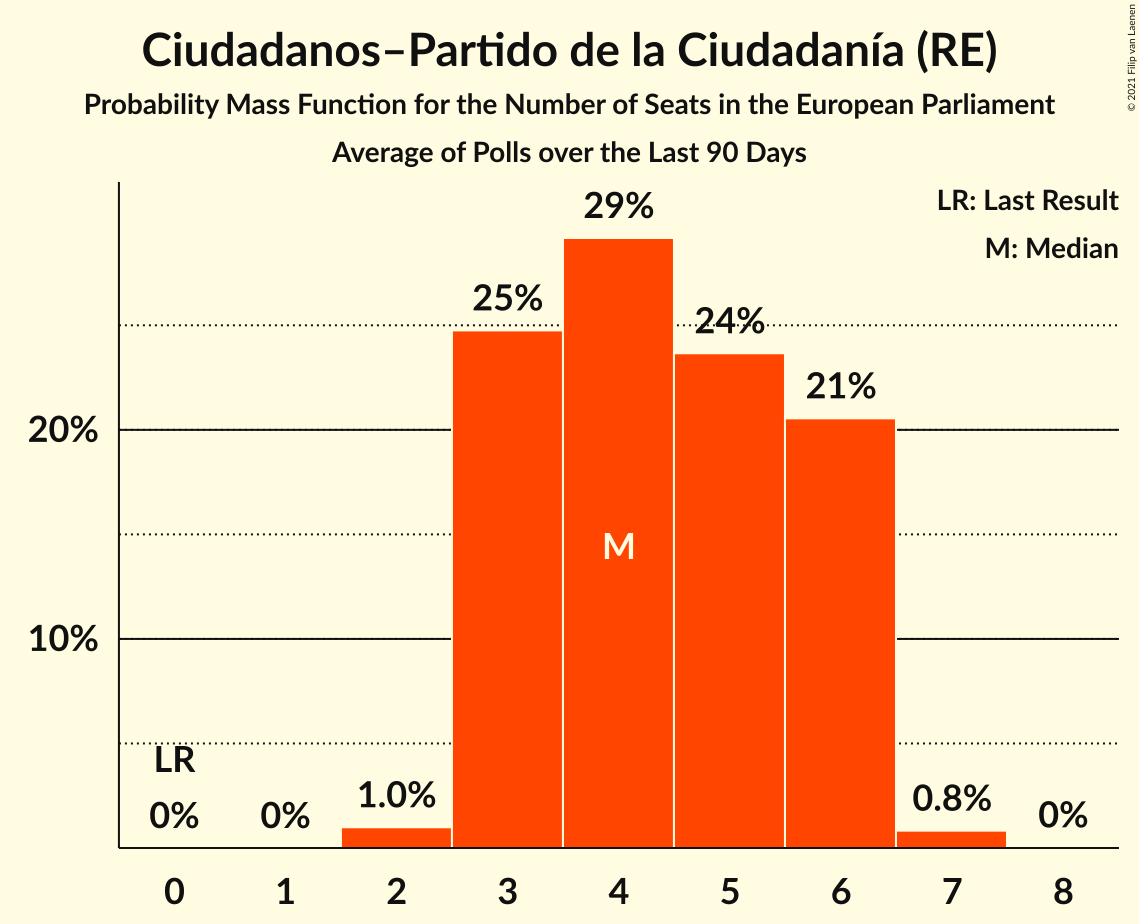 Ciudadanos–Partido de la Ciudadanía (RE)
Probability Mass Function for the Number of Seats in the European Parliament
Average of Polls over the Last 90 Days
© 2021 Filip van Laenen
LR: Last Result
M: Median
29%
25%
24%
21%
20%
M
10%
LR
0%
0%
1.0%
0.8%
0%
0
1
2
3
4
5
6
7
8